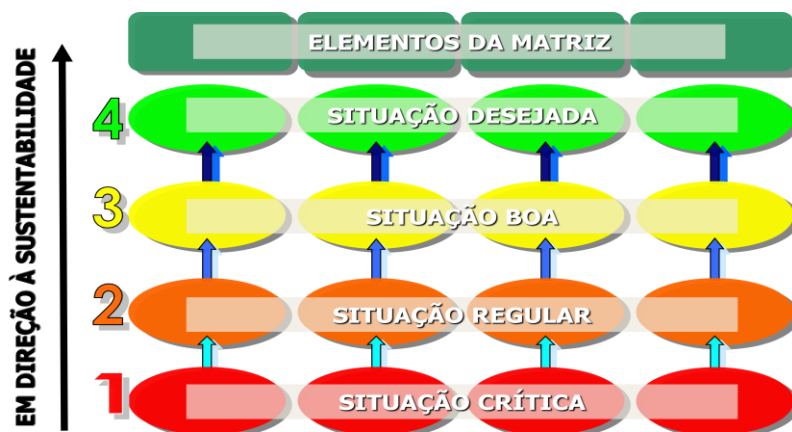 ELEMENTOS DA MATRIZ
EM DIREÇÃO À SUSTENTABILIDADE
4
SITUAÇÃO DESEJADA
3
SITUAÇÃO BOA
2
SITUAÇÃO REGULAR
1
SITUAÇÃO CRÍTICA